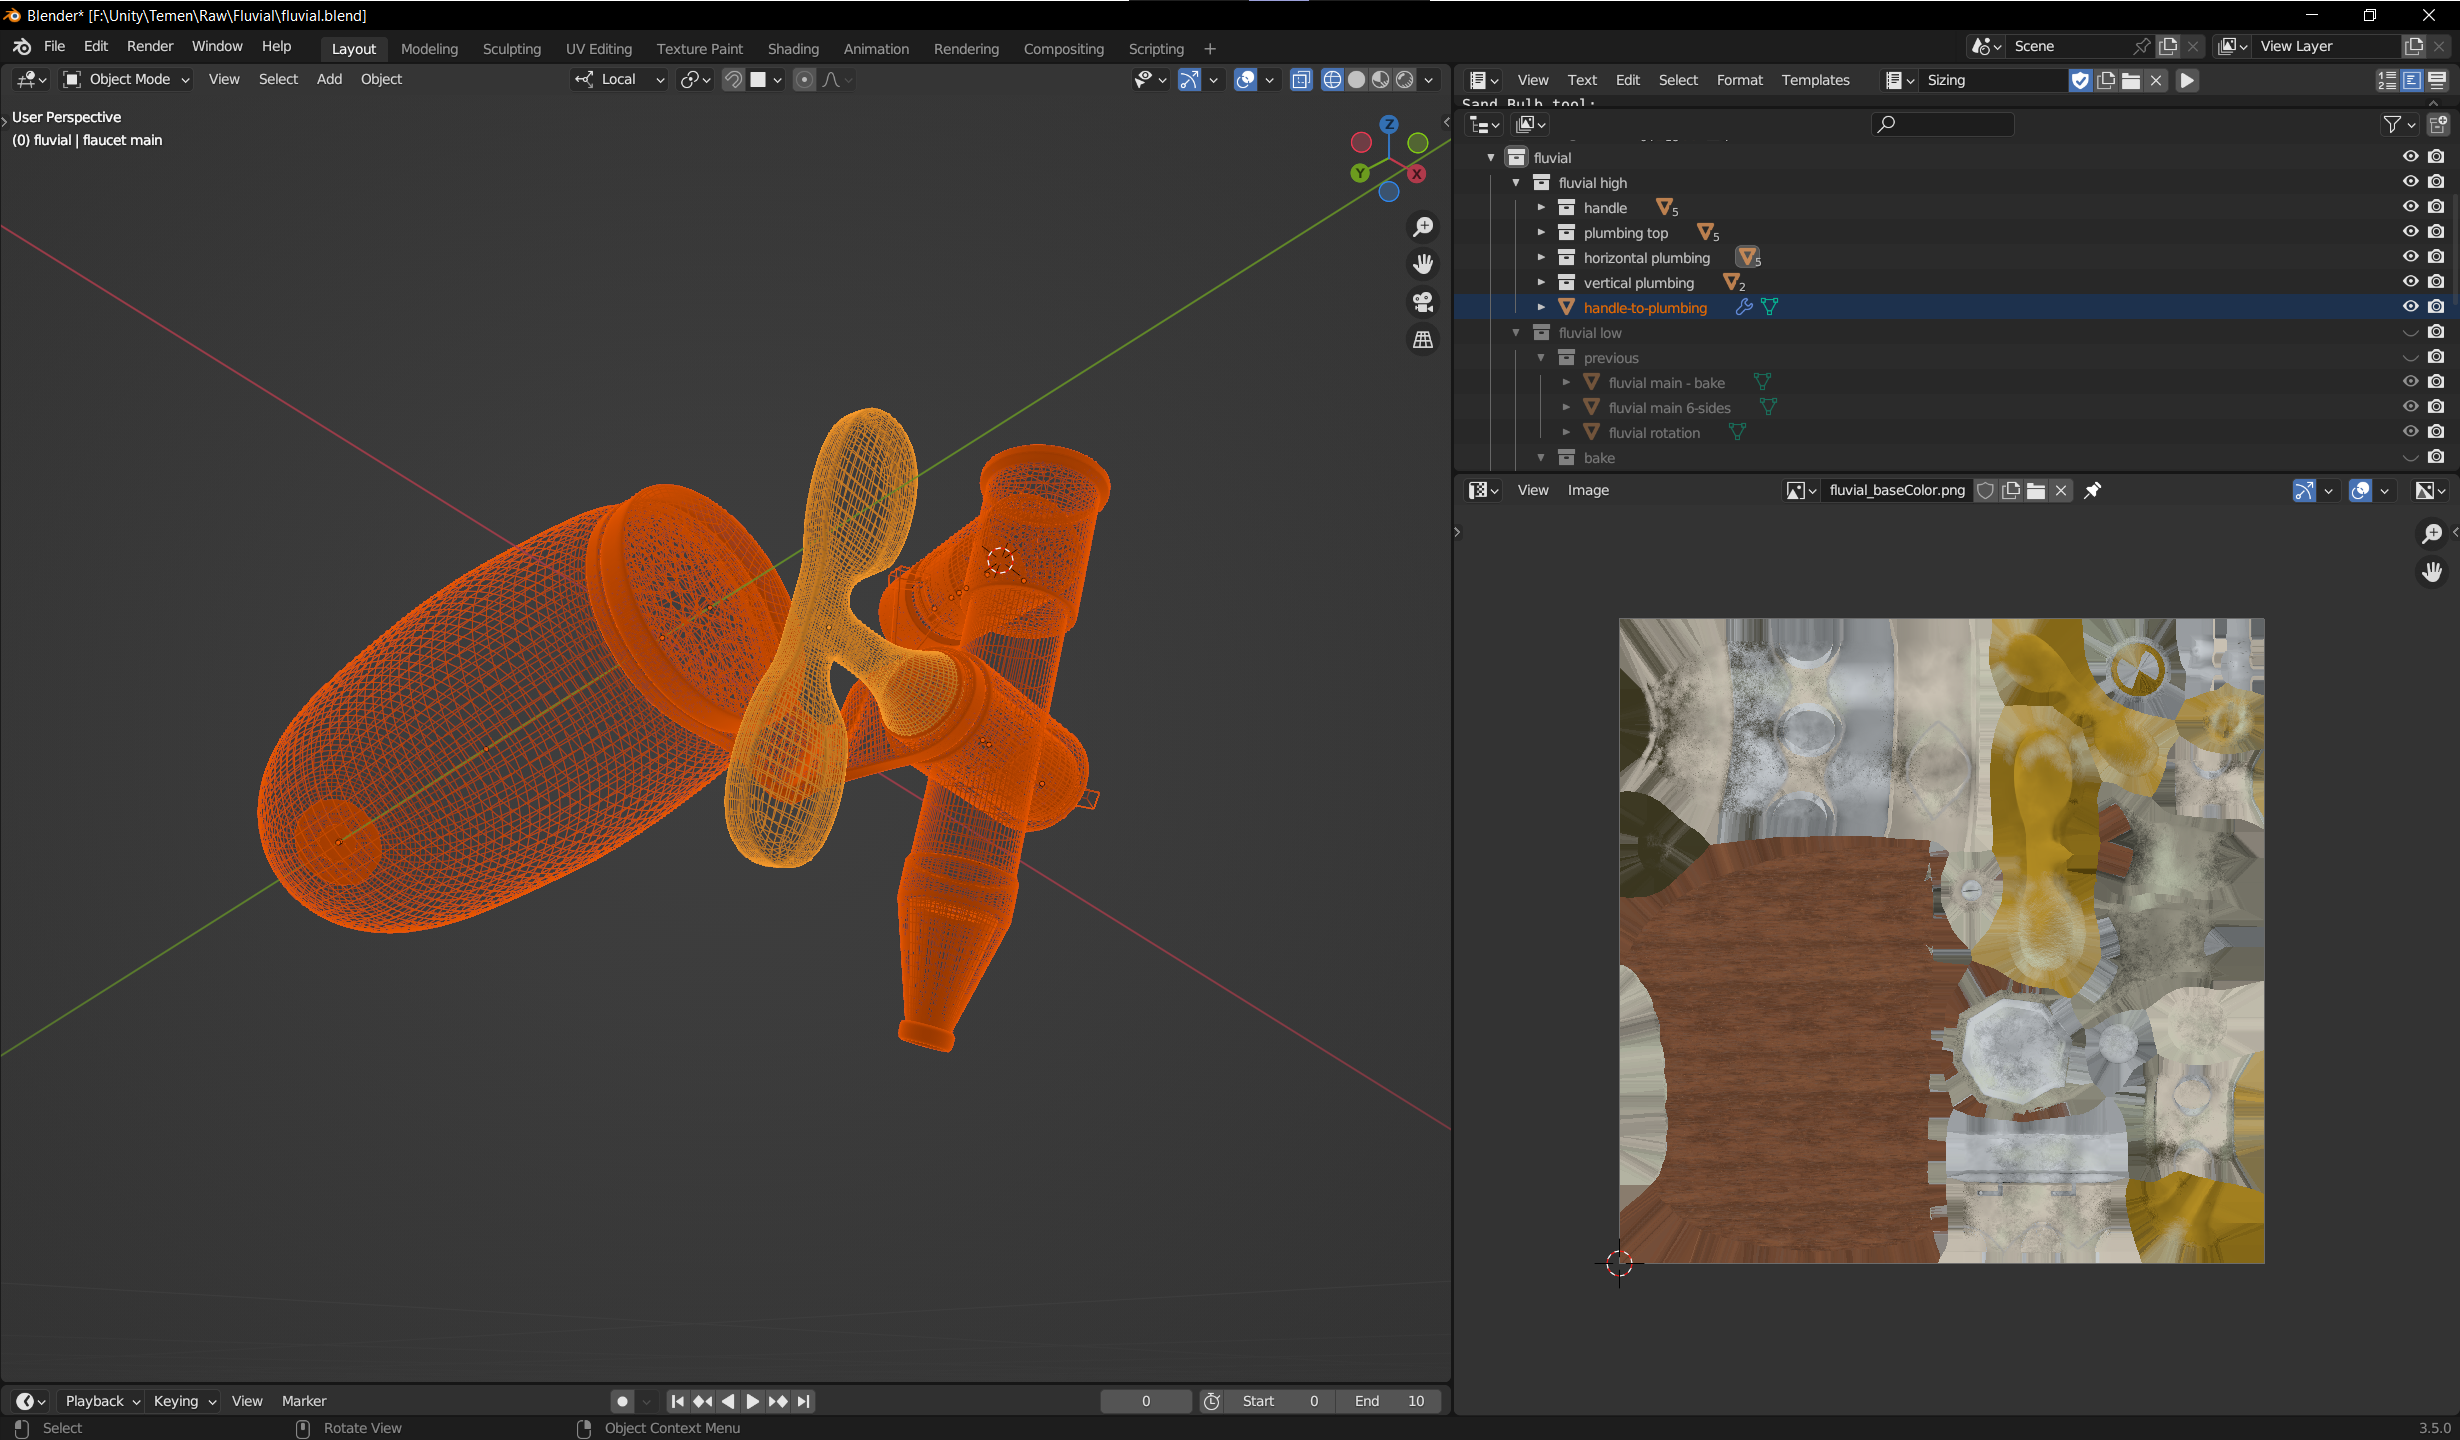 Blender* [F:\Unity\Temen\Raw\Fluvial\fluvial.blend]
File Edit Render Window Help Layout Modeling Sculpting UV Editing Texture Paint Shading Animation Rendering Compositing Scripting + Scene View Layer
Object Mode View Select Add Object Local
View Text Edit Select Format Templates Sizing
Sand Bulb tool:
User Perspective
(0) fluvial | flaucet main
Z
Y
X
fluvial
fluvial high
handle 5
plumbing top 5
horizontal plumbing 5
vertical plumbing 2
handle-to-plumbing
fluvial low
previous
fluvial main - bake
fluvial main 6-sides
fluvial rotation
bake
View Image fluvial_baseColor.png
Playback Keying View Marker 0 Start 0 End 10
Select Rotate View Object Context Menu 3.5.0